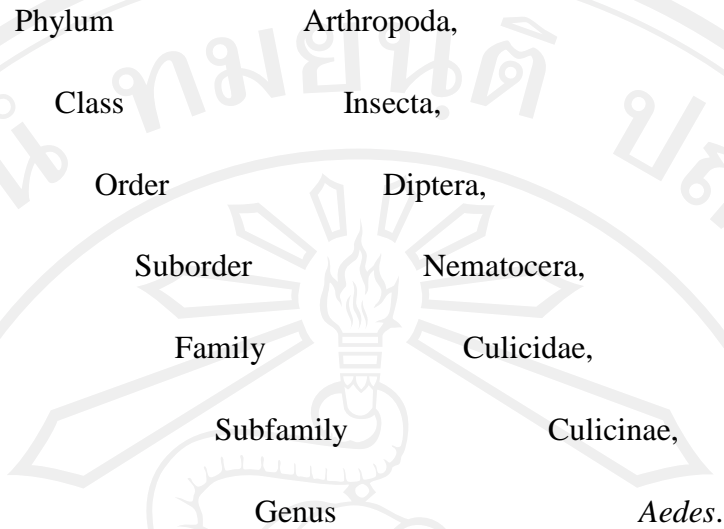 Phylum Arthropoda,
Class Insecta,
Order Diptera,
Suborder Nematocera,
Family Culicidae,
Subfamily Culicinae,
Genus Aedes.